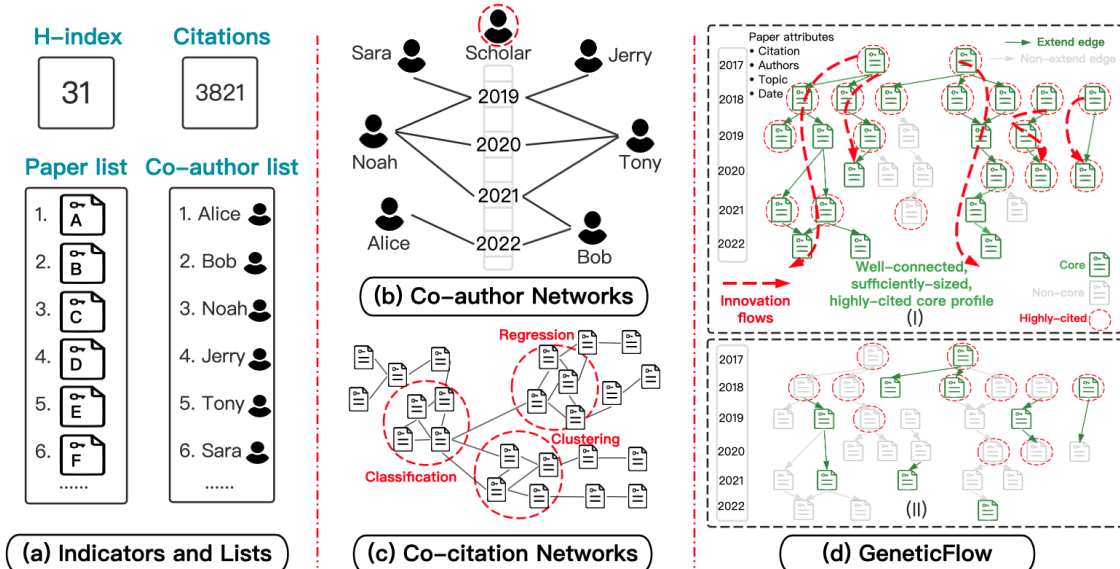 H-index
Citations
31
3821
Paper list
Co-author list
1.
A
2.
B
3.
C
4.
D
5.
E
6.
F
......
1. Alice
2. Bob
3. Noah
4. Jerry
5. Tony
6. Sara
......
(a) Indicators and Lists
Sara
Scholar
Jerry
2019
Noah
2020
Tony
2021
Alice
2022
Bob
(b) Co-author Networks
Regression
Clustering
Classification
(c) Co-citation Networks
Paper attributes
• Citation
• Authors
• Topic
• Date
Extend edge
Non-extend edge
2017
2018
2019
2020
2021
2022
Well-connected,
sufficiently-sized,
highly-cited core profile
Innovation
flows
(I)
Core
Non-core
Highly-cited
2017
2018
2019
2020
2021
2022
(II)
(d) GeneticFlow